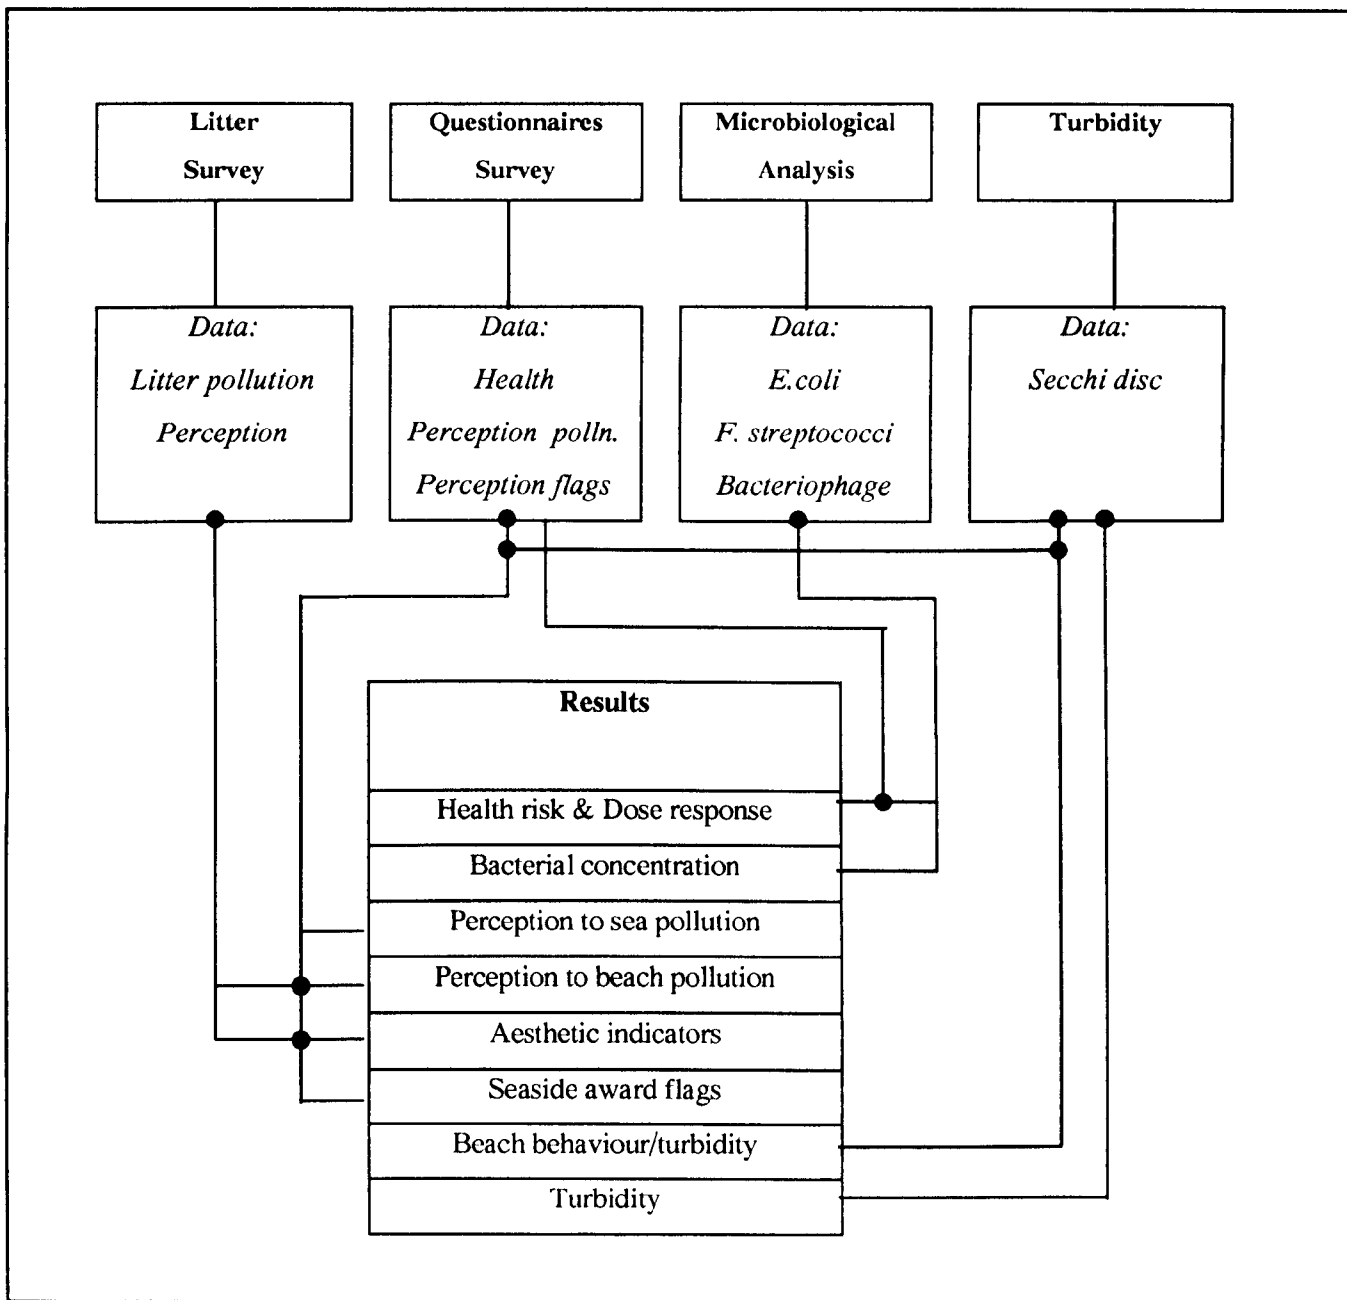 Litter
Survey
Questionnaires
Survey
Microbiological
Analysis
Turbidity
Data:
Litter pollution
Perception
Data:
Health
Perception polln.
Perception flags
Data:
E.coli
F. streptococci
Bacteriophage
Data:
Secchi disc
Results
Health risk & Dose response
Bacterial concentration
Perception to sea pollution
Perception to beach pollution
Aesthetic indicators
Seaside award flags
Beach behaviour/turbidity
Turbidity